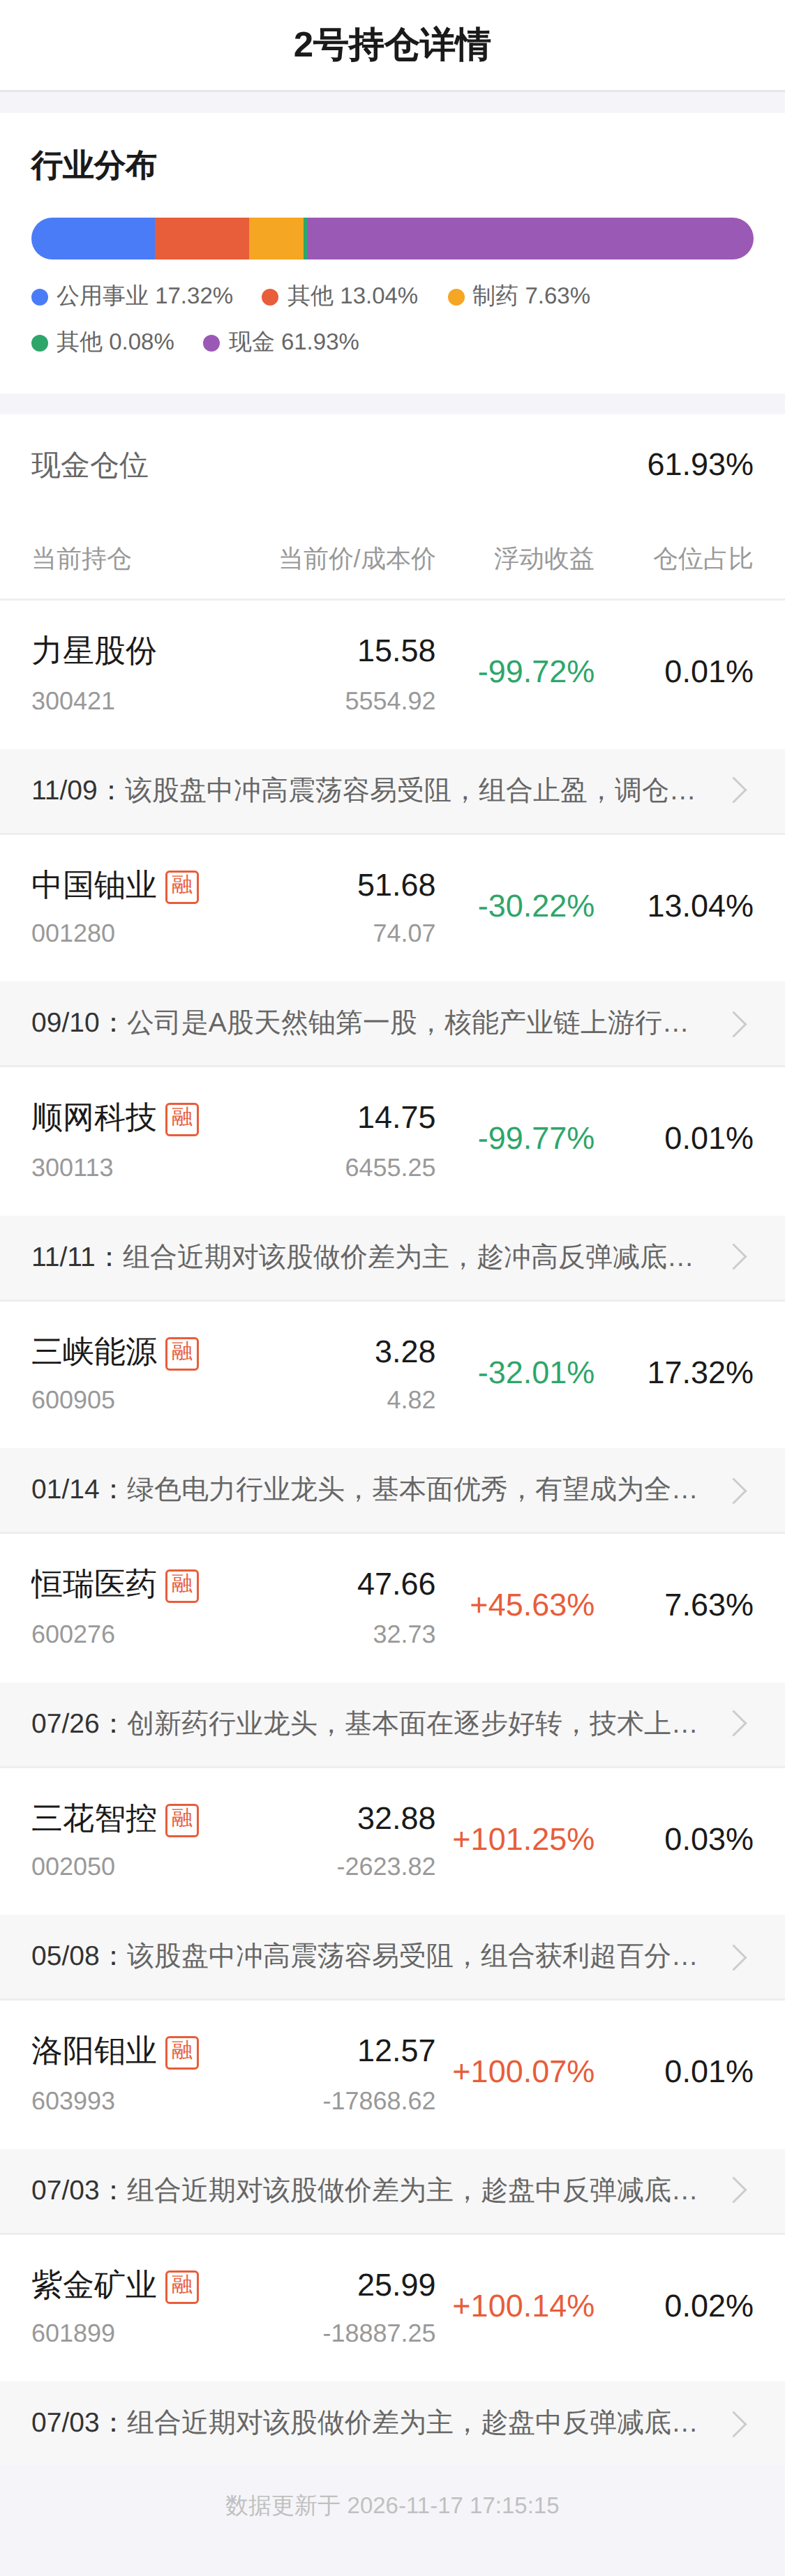 2号持仓详情
行业分布
公用事业 17.32% 其他 13.04% 制药 7.63%
其他 0.08% 现金 61.93%
现金仓位 61.93%
当前持仓 当前价/成本价 浮动收益 仓位占比
力星股份 15.58 -99.72% 0.01%
300421 5554.92
11/09：该股盘中冲高震荡容易受阻，组合止盈，调仓…
中国铀业 融 51.68 -30.22% 13.04%
001280 74.07
09/10：公司是A股天然铀第一股，核能产业链上游行…
顺网科技 融 14.75 -99.77% 0.01%
300113 6455.25
11/11：组合近期对该股做价差为主，趁冲高反弹减底…
三峡能源 融 3.28 -32.01% 17.32%
600905 4.82
01/14：绿色电力行业龙头，基本面优秀，有望成为全…
恒瑞医药 融 47.66 +45.63% 7.63%
600276 32.73
07/26：创新药行业龙头，基本面在逐步好转，技术上…
三花智控 融 32.88 +101.25% 0.03%
002050 -2623.82
05/08：该股盘中冲高震荡容易受阻，组合获利超百分…
洛阳钼业 融 12.57 +100.07% 0.01%
603993 -17868.62
07/03：组合近期对该股做价差为主，趁盘中反弹减底…
紫金矿业 融 25.99 +100.14% 0.02%
601899 -18887.25
07/03：组合近期对该股做价差为主，趁盘中反弹减底…
数据更新于 2026-11-17 17:15:15